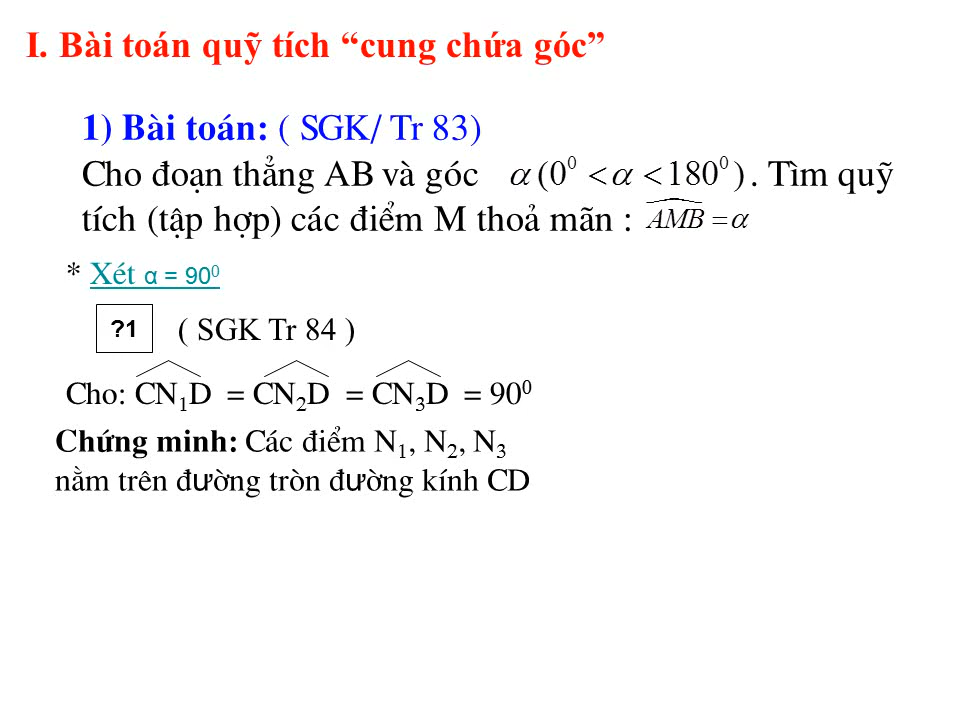 I. Bài toán quỹ tích “cung chứa góc”
1) Bài toán: ( SGK/ Tr 83)
Cho đoạn thẳng AB và góc α (0⁰ < α < 180⁰ ) . Tìm quỹ
tích (tập hợp) các điểm M thoả mãn : AMB = α
* Xét α = 90⁰
?1 ( SGK Tr 84 )
Cho: CN₁D = CN₂D = CN₃D = 90⁰
Chứng minh: Các điểm N₁, N₂, N₃
nằm trên đường tròn đường kính CD